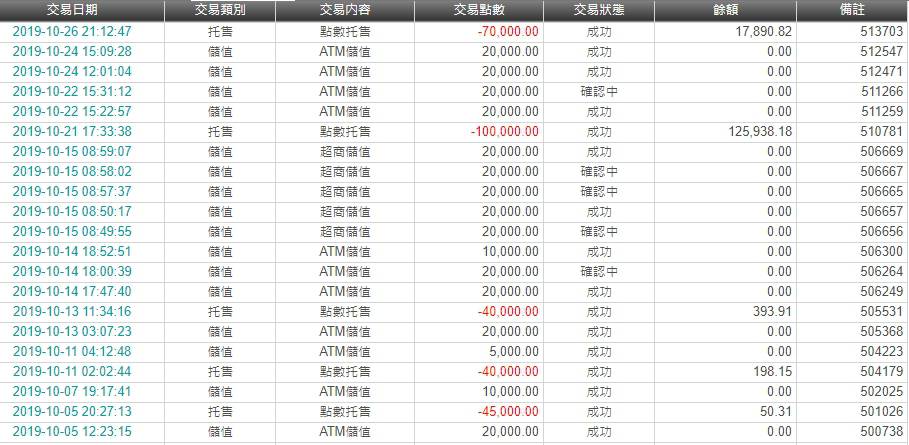 交易日期 交易類別 交易內容 交易點數 交易狀態 餘額 備註
2019-10-26 21:12:47 托售 點數托售 -70,000.00 成功 17,890.82 513703
2019-10-24 15:09:28 儲值 ATM儲值 20,000.00 成功 0.00 512547
2019-10-24 12:01:04 儲值 ATM儲值 20,000.00 成功 0.00 512471
2019-10-22 15:31:12 儲值 ATM儲值 20,000.00 確認中 0.00 511266
2019-10-22 15:22:57 儲值 ATM儲值 20,000.00 成功 0.00 511259
2019-10-21 17:33:38 托售 點數托售 -100,000.00 成功 125,938.18 510781
2019-10-15 08:59:07 儲值 超商儲值 20,000.00 成功 0.00 506669
2019-10-15 08:58:02 儲值 超商儲值 20,000.00 確認中 0.00 506667
2019-10-15 08:57:37 儲值 超商儲值 20,000.00 確認中 0.00 506665
2019-10-15 08:50:17 儲值 超商儲值 20,000.00 成功 0.00 506657
2019-10-15 08:49:55 儲值 超商儲值 20,000.00 確認中 0.00 506656
2019-10-14 18:52:51 儲值 ATM儲值 10,000.00 成功 0.00 506300
2019-10-14 18:00:39 儲值 ATM儲值 20,000.00 確認中 0.00 506264
2019-10-14 17:47:40 儲值 ATM儲值 20,000.00 成功 0.00 506249
2019-10-13 11:34:16 托售 點數托售 -40,000.00 成功 393.91 505531
2019-10-13 03:07:23 儲值 ATM儲值 20,000.00 成功 0.00 505368
2019-10-11 04:12:48 儲值 ATM儲值 5,000.00 成功 0.00 504223
2019-10-11 02:02:44 托售 點數托售 -40,000.00 成功 198.15 504179
2019-10-07 19:17:41 儲值 ATM儲值 10,000.00 成功 0.00 502025
2019-10-05 20:27:13 托售 點數托售 -45,000.00 成功 50.31 501026
2019-10-05 12:23:15 儲值 ATM儲值 20,000.00 成功 0.00 500738